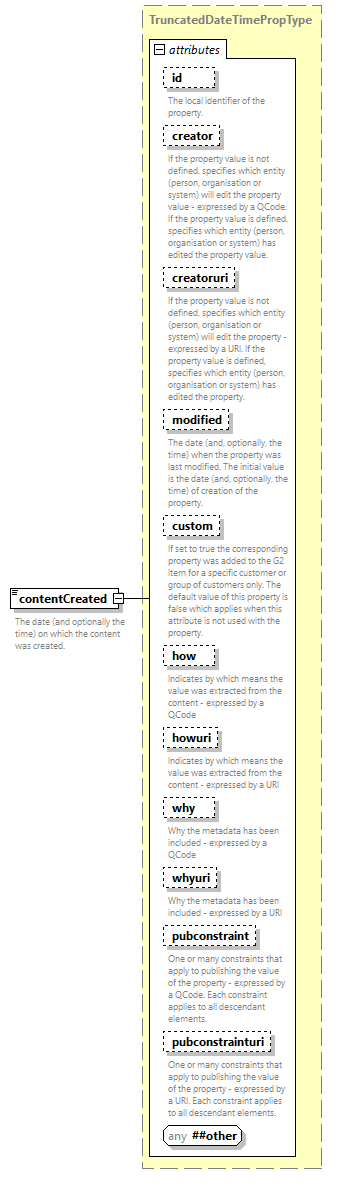 TruncatedDateTimePropType
attributes
id
The local identifier of the
property.
creator
If the property value is not
defined, specifies which entity
(person, organisation or
system) will edit the property
value - expressed by a QCode.
If the property value is defined,
specifies which entity (person,
organisation or system) has
edited the property value.
creatoruri
If the property value is not
defined, specifies which entity
(person, organisation or
system) will edit the property -
expressed by a URI. If the
property value is defined,
specifies which entity (person,
organisation or system) has
edited the property.
modified
The date (and, optionally, the
time) when the property was
last modified. The initial value
is the date (and, optionally, the
time) of creation of the
property.
custom
If set to true the corresponding
property was added to the G2
Item for a specific customer or
group of customers only. The
default value of this property is
false which applies when this
attribute is not used with the
property.
contentCreated
The date (and optionally the
time) on which the content
was created.
how
Indicates by which means the
value was extracted from the
content - expressed by a
QCode
howuri
Indicates by which means the
value was extracted from the
content - expressed by a URI
why
Why the metadata has been
included - expressed by a
QCode
whyuri
Why the metadata has been
included - expressed by a URI
pubconstraint
One or many constraints that
apply to publishing the value
of the property - expressed by
a QCode. Each constraint
applies to all descendant
elements.
pubconstrainturi
One or many constraints that
apply to publishing the value
of the property - expressed by
a URI. Each constraint applies
to all descendant elements.
any ##other